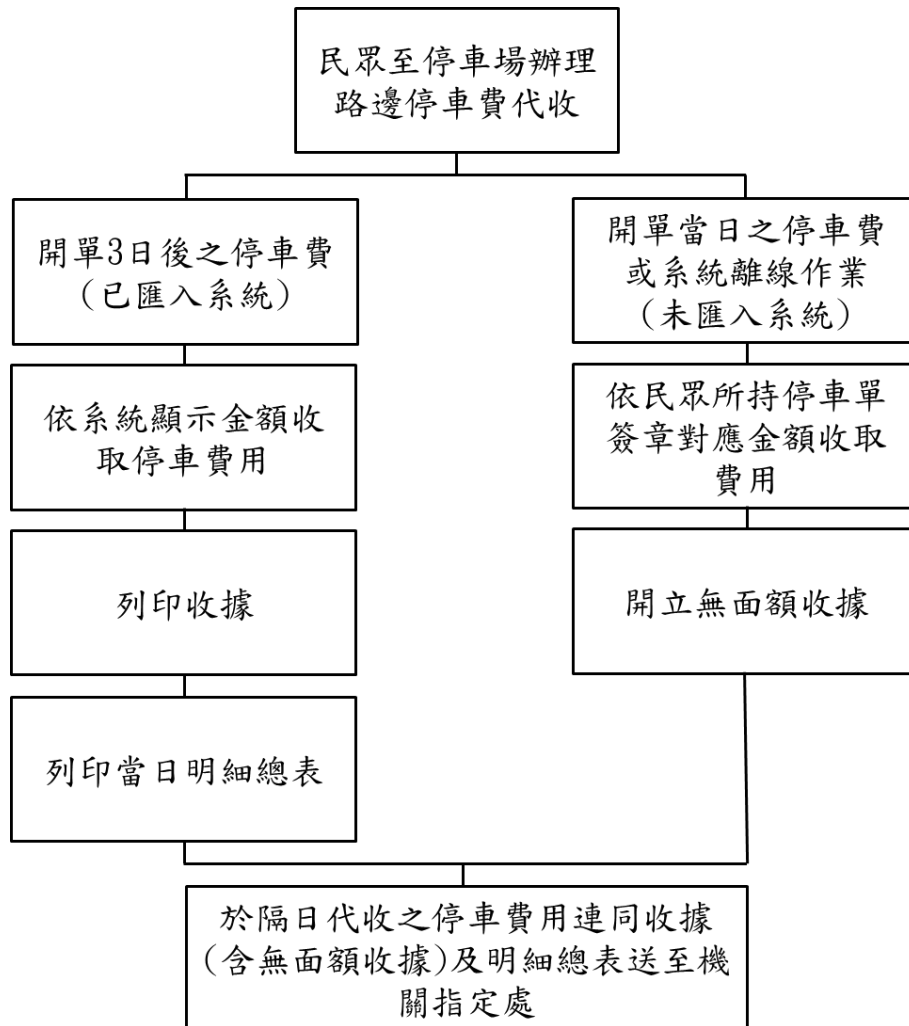 民眾至停車場辦理
路邊停車費代收
開單3日後之停車費
(已匯入系統)
依系統顯示金額收
取停車費用
列印收據
列印當日明細總表
開單當日之停車費
或系統離線作業
(未匯入系統)
依民眾所持停車單
簽章對應金額收取
費用
開立無面額收據
於隔日代收之停車費用連同收據
(含無面額收據)及明細總表送至機
關指定處